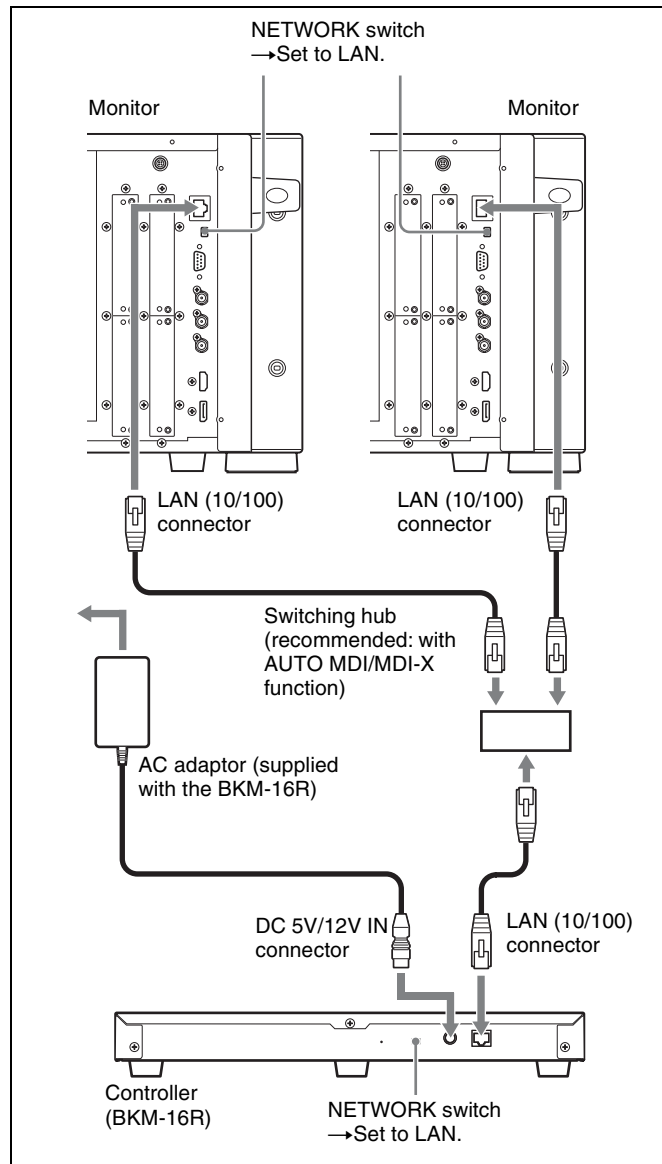 NETWORK switch
→Set to LAN.
Monitor
Monitor
LAN (10/100)
connector
LAN (10/100)
connector
Switching hub
(recommended: with
AUTO MDI/MDI-X
function)
AC adaptor (supplied
with the BKM-16R)
DC 5V/12V IN
connector
LAN (10/100)
connector
Controller
(BKM-16R)
NETWORK switch
→Set to LAN.